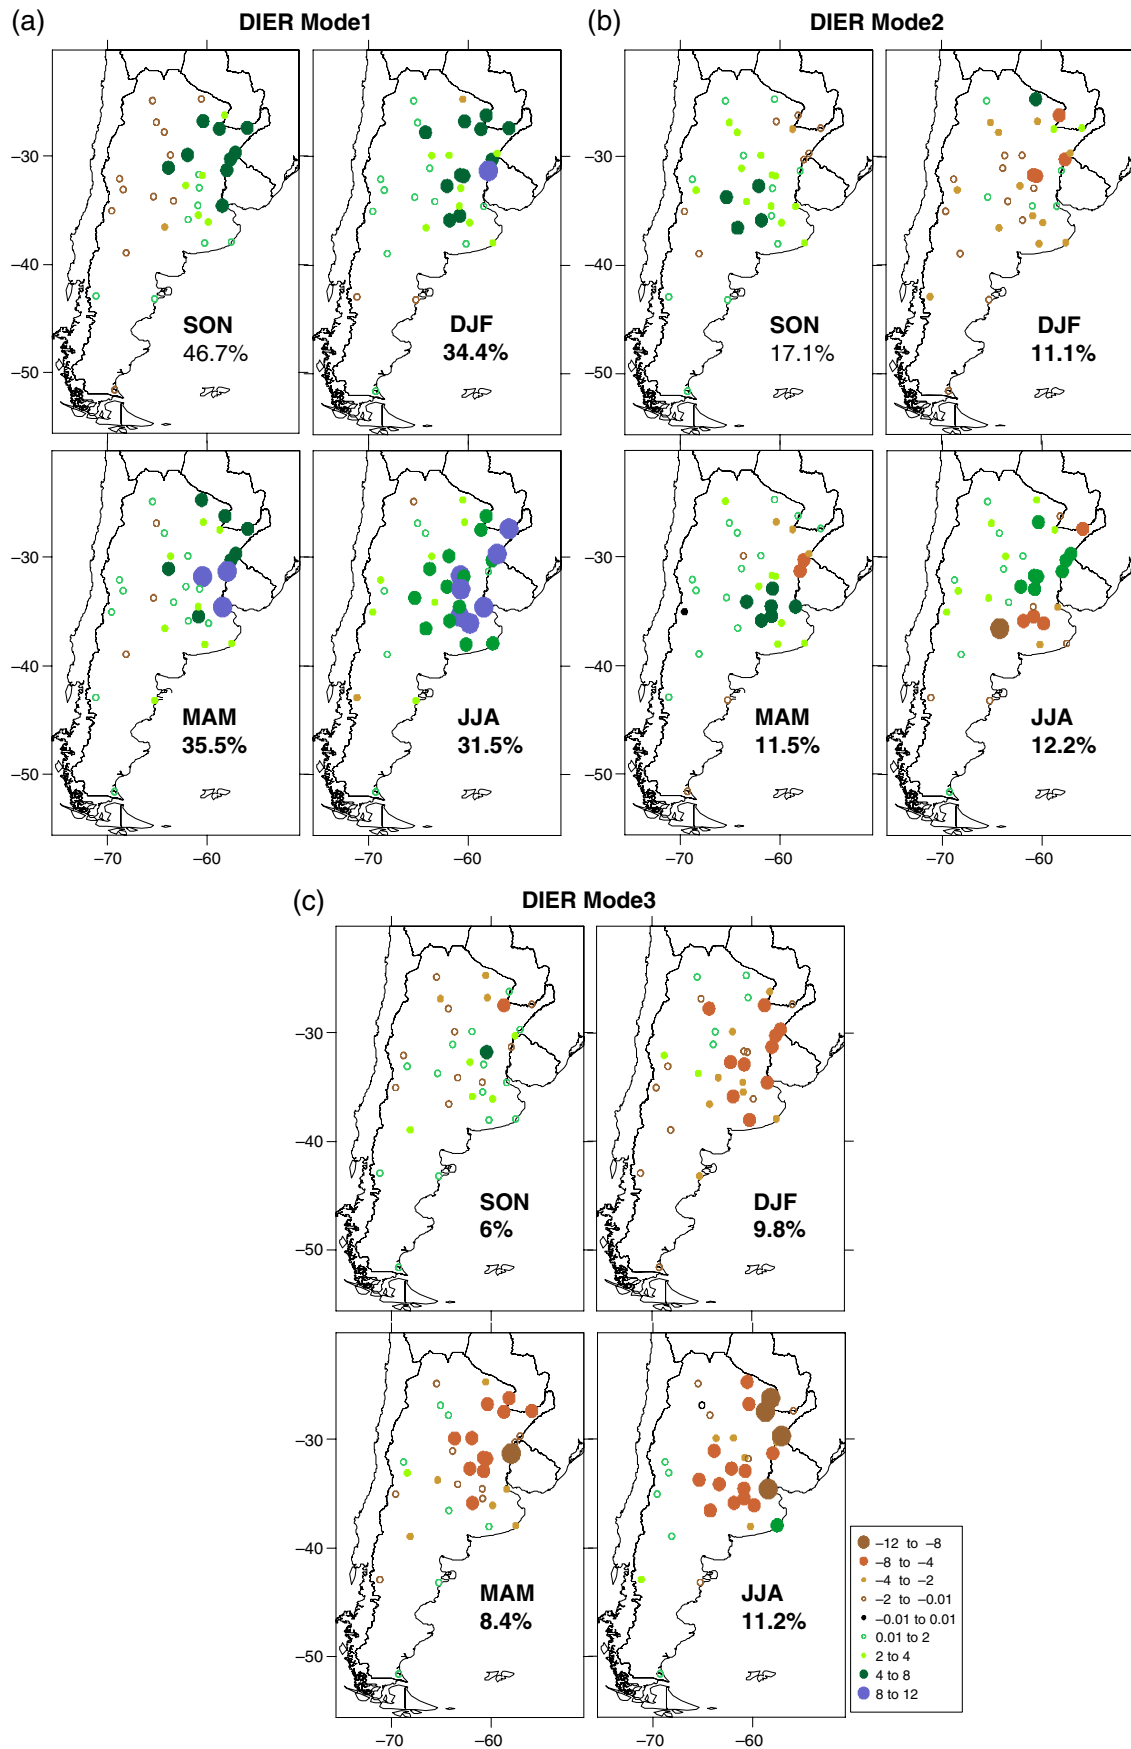 (a) DIER Mode1 (b) DIER Mode2
−30
−40
−50
SON
46.7%
DJF
34.4%
SON
17.1%
DJF
11.1%
−30
−40
−50
MAM
35.5%
JJA
31.5%
MAM
11.5%
JJA
12.2%
−70 −60 −70 −60 −70 −60 −70 −60
(c) DIER Mode3
−70 −60 −70 −60
−30
−40
−50
SON
6%
DJF
9.8%
−30
−40
−50
MAM
8.4%
JJA
11.2%
−70 −60 −70 −60
−12 to −8
−8 to −4
−4 to −2
−2 to −0.01
−0.01 to 0.01
0.01 to 2
2 to 4
4 to 8
8 to 12